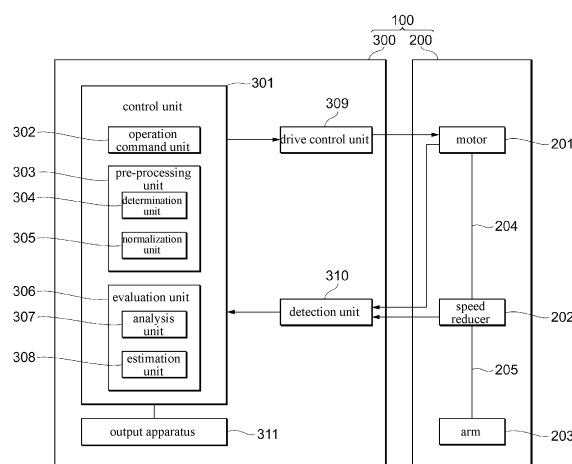 100
300 200
301
control unit
309
302
operation
command unit
drive control unit
motor
201
303
pre-processing
unit
304
determination
unit
305
normalization
unit
204
306
evaluation unit
310
307
analysis
unit
detection unit
speed
reducer
202
308
estimation
unit
205
output apparatus
311
arm
203